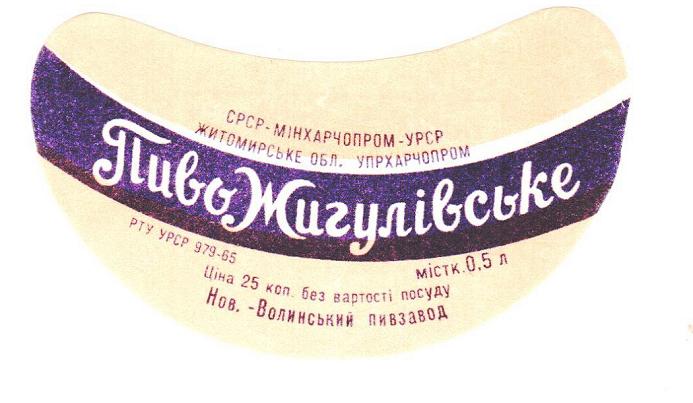 СРСР-МІНХАРЧОПРОМ-УРСР
ЖИТОМИРСЬКЕ ОБЛ. УПРХАРЧОПРОМ
Пиво Жигулівське
РТУ УРСР 979-65
містк.0,5 л
Ціна 25 коп. без вартості посуду
Нов. -Волинський пивзавод